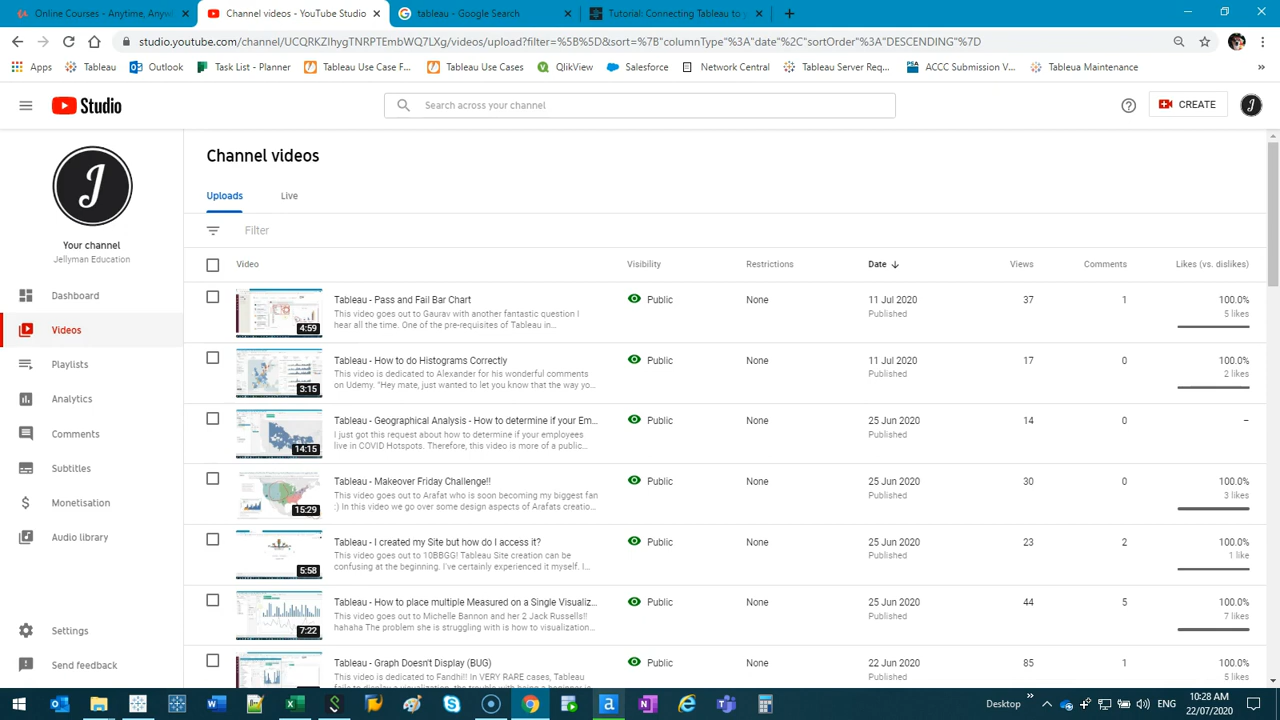 Online Courses - Anytime, Anyw
Channel videos - YouTube Studio
tableau - Google Search
Tutorial: Connecting Tableau to y
studio.youtube.com/channel/UCQRKZIhygTNRPTEmbWQ7LXg/videos/upload?filter=%5B%5D&sort=%7B"columnType"%3A"date"%2C"sortOrder"%3A"DESCENDING"%7D
Apps Tableau Outlook Task List - Planner Tableau Use Case F... Tableau Use Cases ClikView Salesforce Network Central Tableau Server Req... ACCC Submission V... Tableua Maintenance »
Studio
Search across your channel
CREATE
Channel videos
Uploads Live
Filter
Your channel
Jellyman Education
Dashboard
Videos
Playlists
Analytics
Comments
Subtitles
Monetisation
Audio library
Settings
Send feedback
Video Visibility Restrictions Date Views Comments Likes (vs. dislikes)
4:59
Tableau - Pass and Fail Bar Chart
This video goes out to Gaurav with another fantastic question I
hear all the time. One of the prerequisites of Tableau in...
Public None 11 Jul 2020 37 0 100.0%
Published 5 likes
3:15
Tableau - How to do Histograms Correctly
This video is dedicated to Alexander for his wonderful comments
on Udemy. "Hey mate, just wanted to let you know that the way yo...
Public None 11 Jul 2020 17 0 100.0%
Published 2 likes
14:15
Tableau - Geographical Analysis - How to determine if your Em...
I just got this request about how to determine if your employees
live in COVID Hotspots. Therefore, this video is more of a public...
Public None 25 Jun 2020 14 0 –
Published
15:29
Tableau - Makeover Friday Challenge!!
This video goes out to Arafat who is soon becoming my biggest fan
:) In this video we go over some design aspects of Arafats creatio...
Public None 25 Jun 2020 30 0 100.0%
Published 3 likes
5:58
Tableau - I created my Site but how do I access it?
This video goes out to 10BBGG! Tableau Site creation can be
confusing at the beginning. I've certainly experienced it myself. I...
Public None 25 Jun 2020 23 2 100.0%
Published 1 like
7:22
Tableau - How to place multiple Measured on a Single Visualiz...
This video goes out to Michelle Bannon and her 2 Jack Russells!!
hahaha The problem she is struggling with is how to visualization...
Public None 25 Jun 2020 44 0 100.0%
Published 7 likes
Tableau - Graph Doesnt Display (BUG)
This video is dedicated to Pandhi! In VERY RARE cases, Tableau
Public None 22 Jun 2020 85 0 100.0%
Published
Desktop » ENG 10:28 AM
22/07/2020